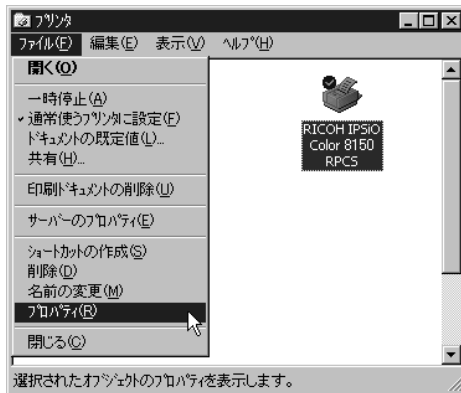 プリンタ
ファイル(F) 編集(E) 表示(V) ヘルプ(H)
開く(O)
一時停止(A)
通常使うプリンタに設定(F)
ドキュメントの既定値(L)...
共有(H)...
印刷ドキュメントの削除(U)
サーバーのプロパティ(E)
ショートカットの作成(S)
削除(D)
名前の変更(M)
プロパティ(R)
閉じる(C)
RICOH IPSiO
Color 8150
RPCS
選択されたオブジェクトのプロパティを表示します。